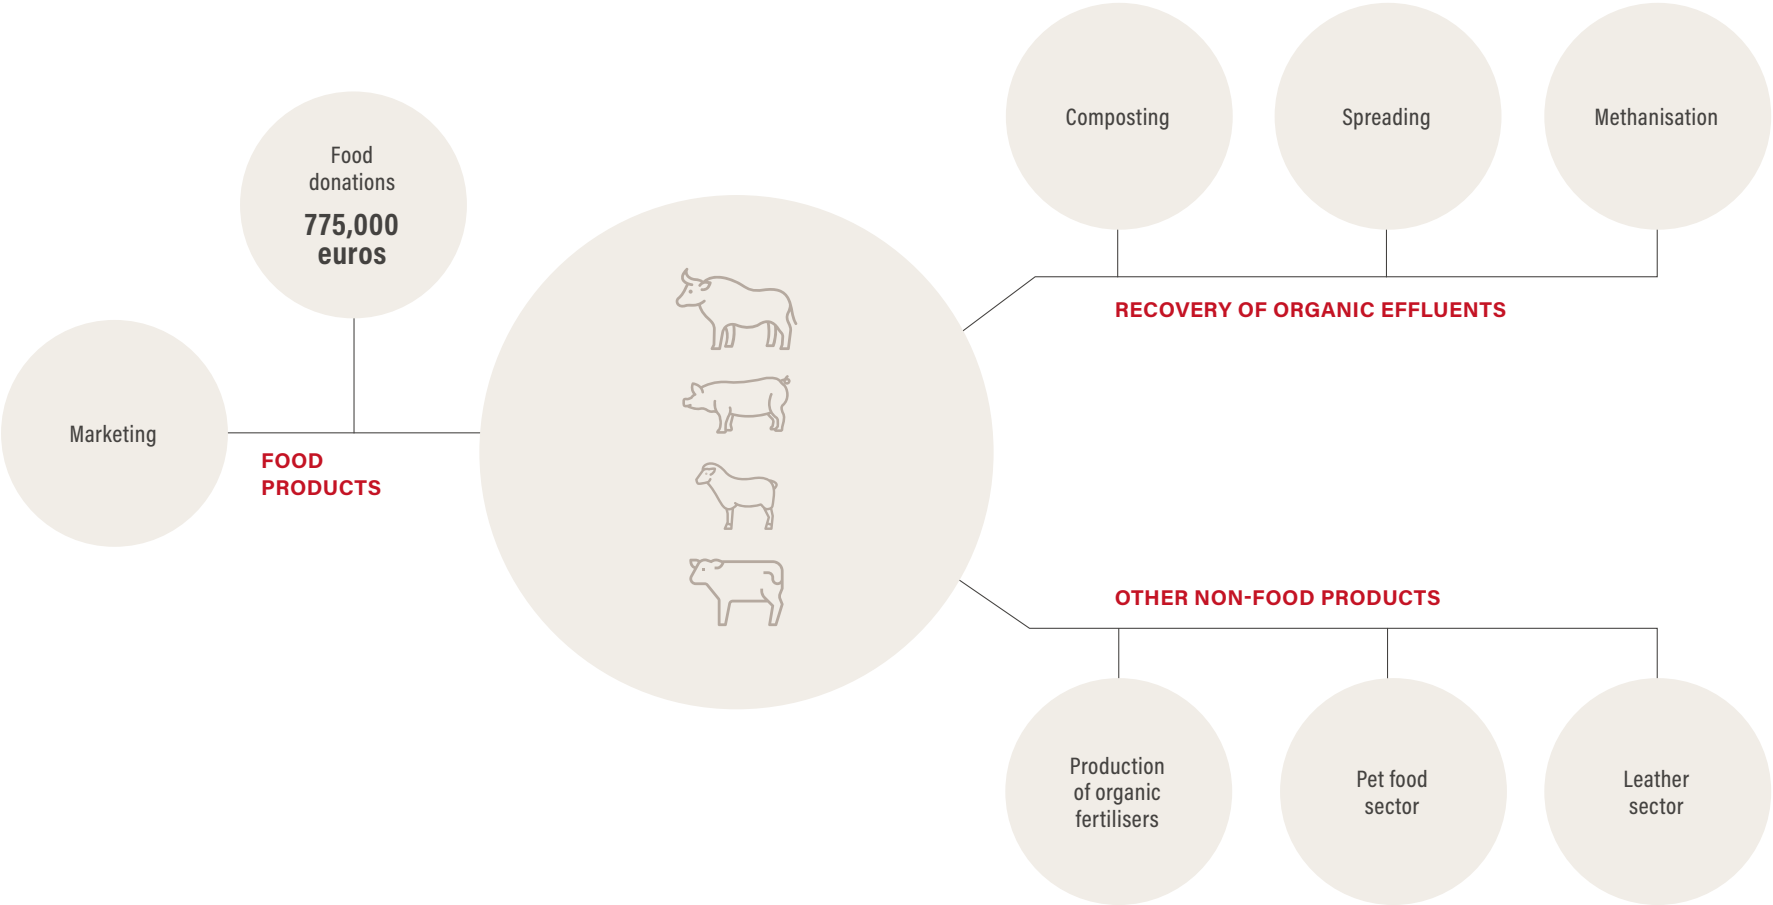 Food
donations
775,000
euros
Marketing
FOOD
PRODUCTS
Composting
Spreading
Methanisation
RECOVERY OF ORGANIC EFFLUENTS
OTHER NON-FOOD PRODUCTS
Production
of organic
fertilisers
Pet food
sector
Leather
sector